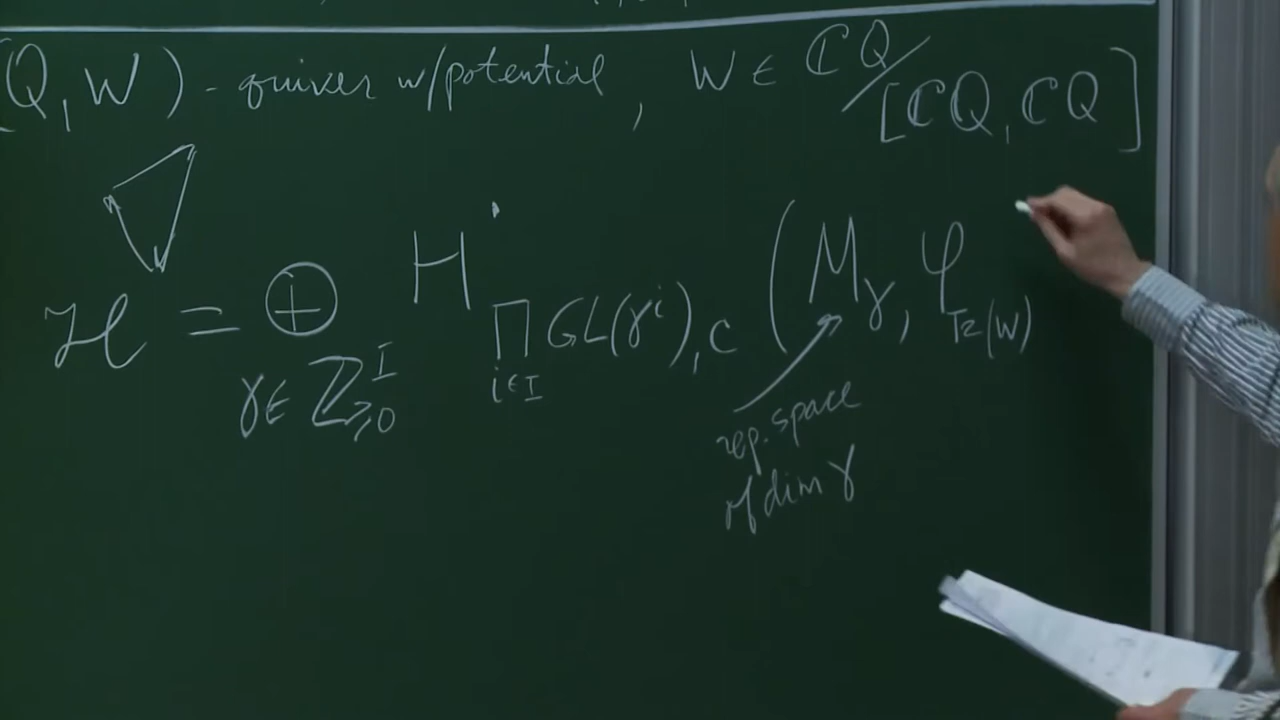 (Q, W) - quiver w/potential, W ∈ ℂQ/[ℂQ, ℂQ]
ℋ = ⊕_{γ∈ℤ^I_{≥0}} H^•_{∏_{i∈I} GL(γ^i), c} (M_γ, φ_{Tr(W)}
rep. space
of dim γ